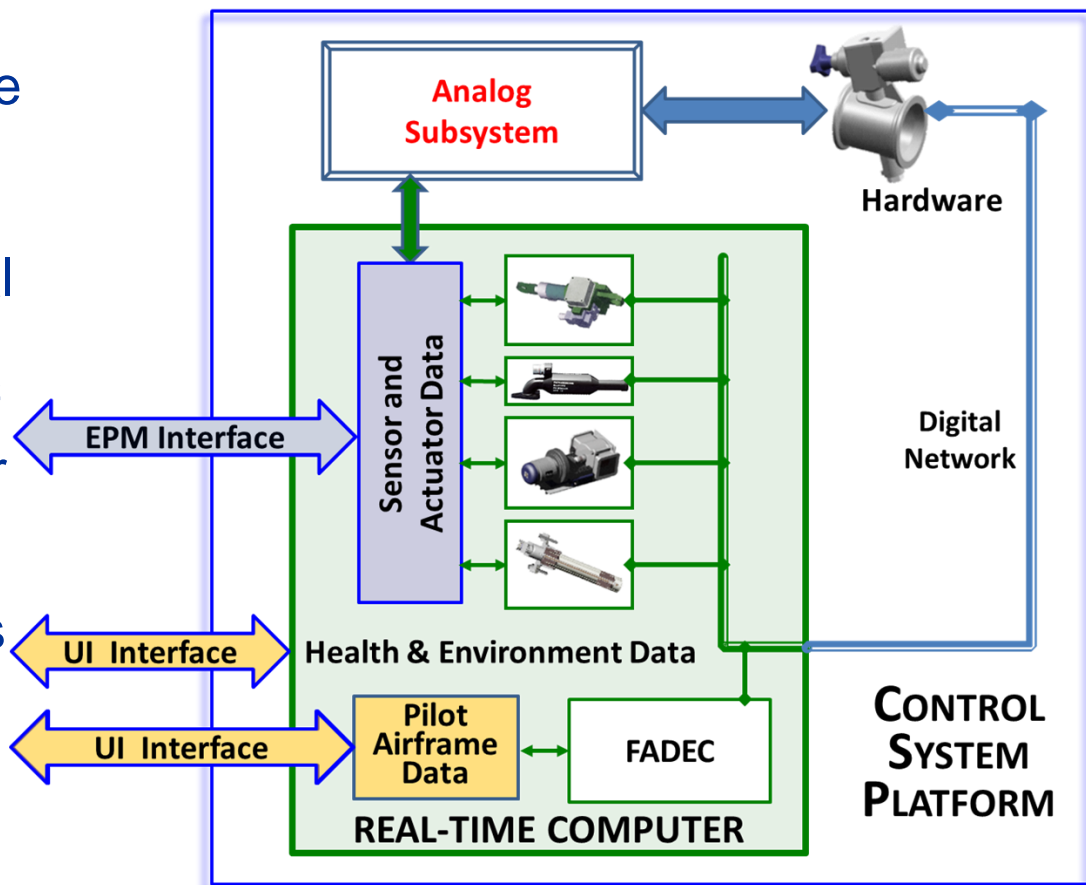 e
l
r
s
Analog
Subsystem
Hardware
Sensor and
Actuator Data
EPM Interface
Digital
Network
UI Interface
Health & Environment Data
UI Interface
Pilot
Airframe
Data
FADEC
REAL-TIME COMPUTER
CONTROL
SYSTEM
PLATFORM